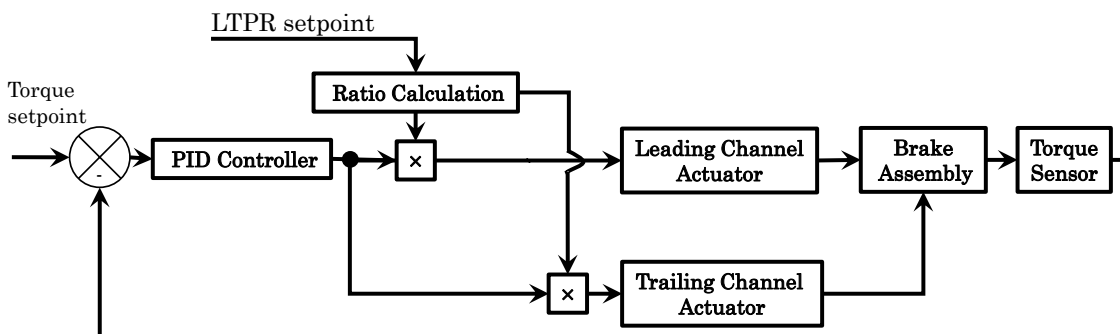 LTPR setpoint
Ratio Calculation
Torque
setpoint
-
PID Controller
×
Leading Channel
Actuator
Brake
Assembly
Torque
Sensor
×
Trailing Channel
Actuator